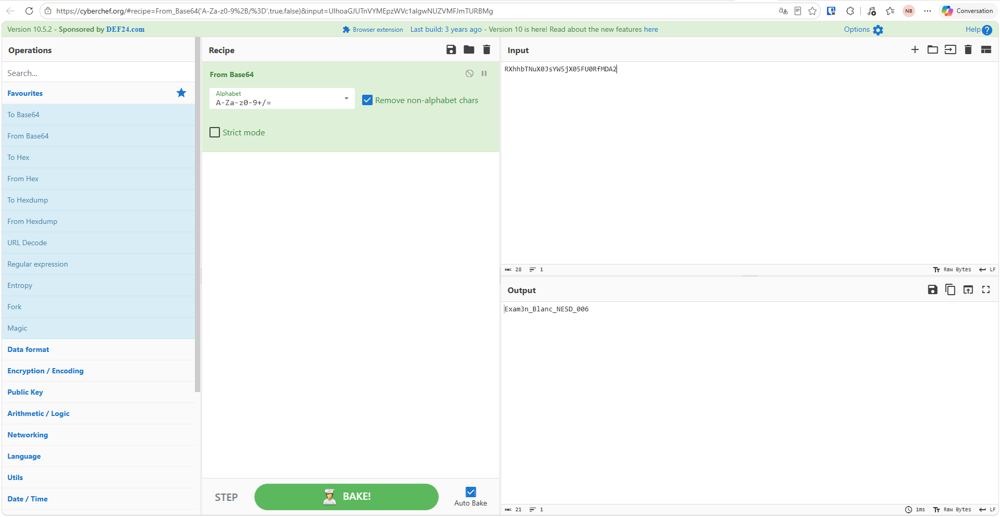 https://cyberchef.org/#recipe=From_Base64('A-Za-z0-9%2B/%3D',true,false)&input=UlhoaGJUTnVYMEpzWVc1algwNUZVMFJmTURBMg
NB
Conversation
Version 10.5.2 - Sponsored by DEF24.com
Browser extension
Last build: 3 years ago - Version 10 is here! Read about the new features here
Options
Help
Operations
Search...
Favourites
To Base64
From Base64
To Hex
From Hex
To Hexdump
From Hexdump
URL Decode
Regular expression
Entropy
Fork
Magic
Data format
Encryption / Encoding
Public Key
Arithmetic / Logic
Networking
Language
Utils
Date / Time
Recipe
From Base64
Alphabet
A-Za-z0-9+/=
Remove non-alphabet chars
Strict mode
STEP
BAKE!
Auto Bake
Input
RXhhbTNuX0JsYW5jX05FU0RfMDA2
28
1
Raw Bytes
LF
Output
Exam3n_Blanc_NESD_006
21
1
1ms
Raw Bytes
LF